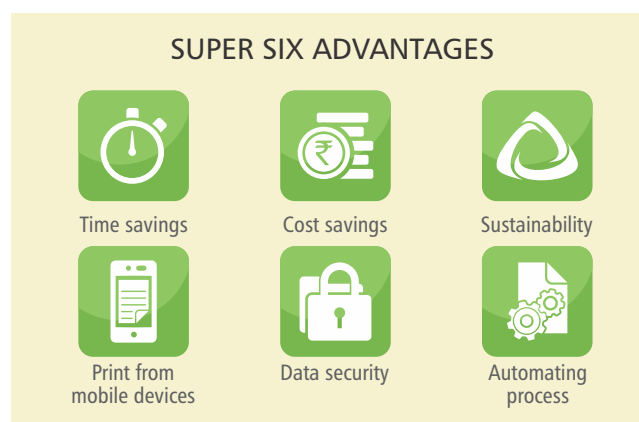 SUPER SIX ADVANTAGES
₹
Time savings
Cost savings
Sustainability
Print from
mobile devices
Data security
Automating
process